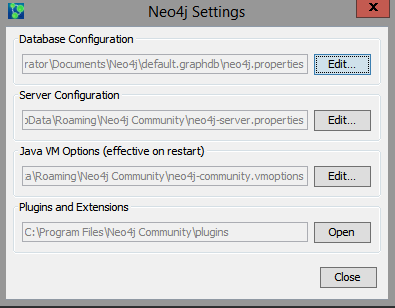 Neo4j Settings
Database Configuration
rator\Documents\Neo4j\default.graphdb\neo4j.properties
Edit...
Server Configuration
oData\Roaming\Neo4j Community\neo4j-server.properties
Edit...
Java VM Options (effective on restart)
a\Roaming\Neo4j Community\neo4j-community.vmoptions
Edit...
Plugins and Extensions
C:\Program Files\Neo4j Community\plugins
Open
Close